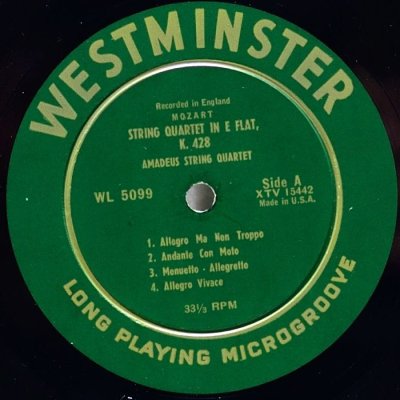 WESTMINSTER
Recorded in England
MOZART
STRING QUARTET IN E FLAT,
K. 428
AMADEUS STRING QUARTET
WL 5099
Side A
XTV 15442
Made in U.S.A.
1. Allegro Ma Non Troppo
2. Andante Con Moto
3. Menuetto - Allegretto
4. Allegro Vivace
33⅓ RPM
LONG PLAYING MICROGROOVE